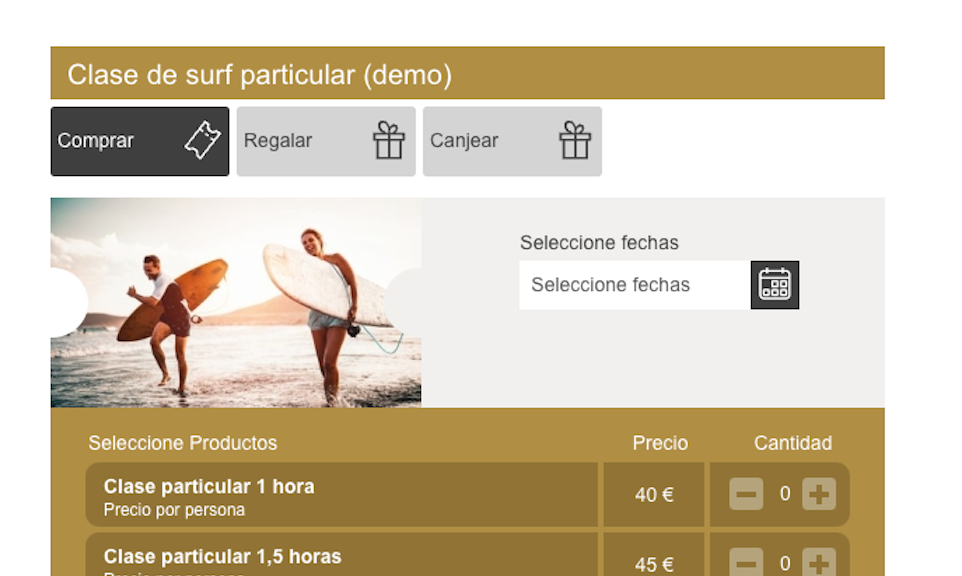 Clase de surf particular (demo)
Comprar
Regalar
Canjear
Seleccione fechas
Seleccione fechas
Seleccione Productos
Precio
Cantidad
Clase particular 1 hora
Precio por persona
40 €
0
Clase particular 1,5 horas
45 €
0